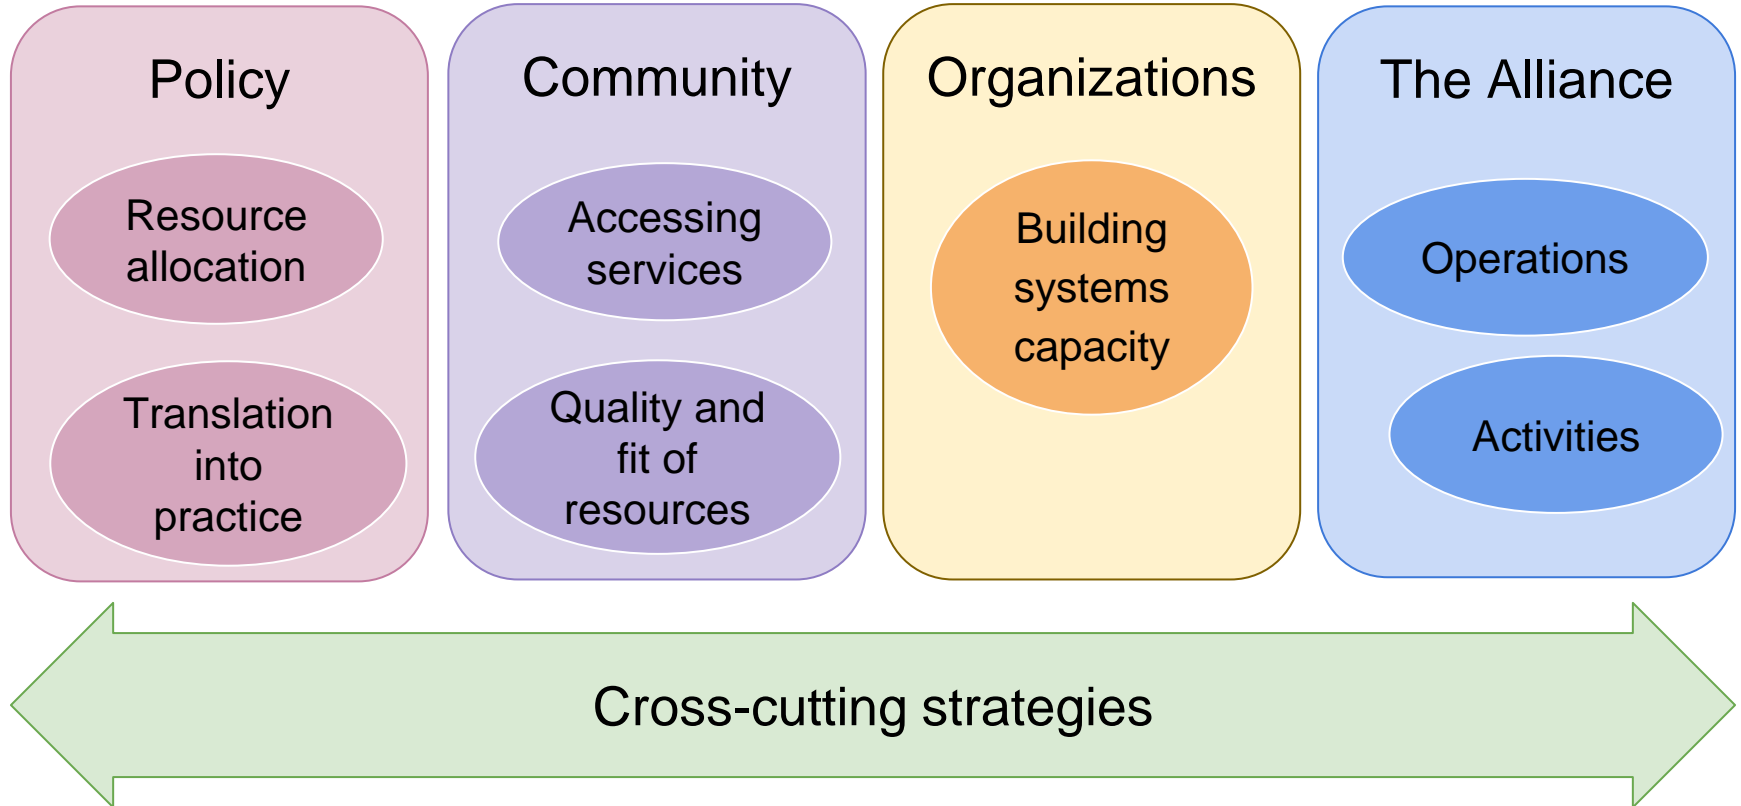 Policy
Resource
allocation
Translation
into
practice
Community
Accessing
services
Quality and
fit of
resources
Organizations
Building
systems
capacity
The Alliance
Operations
Activities
Cross-cutting strategies